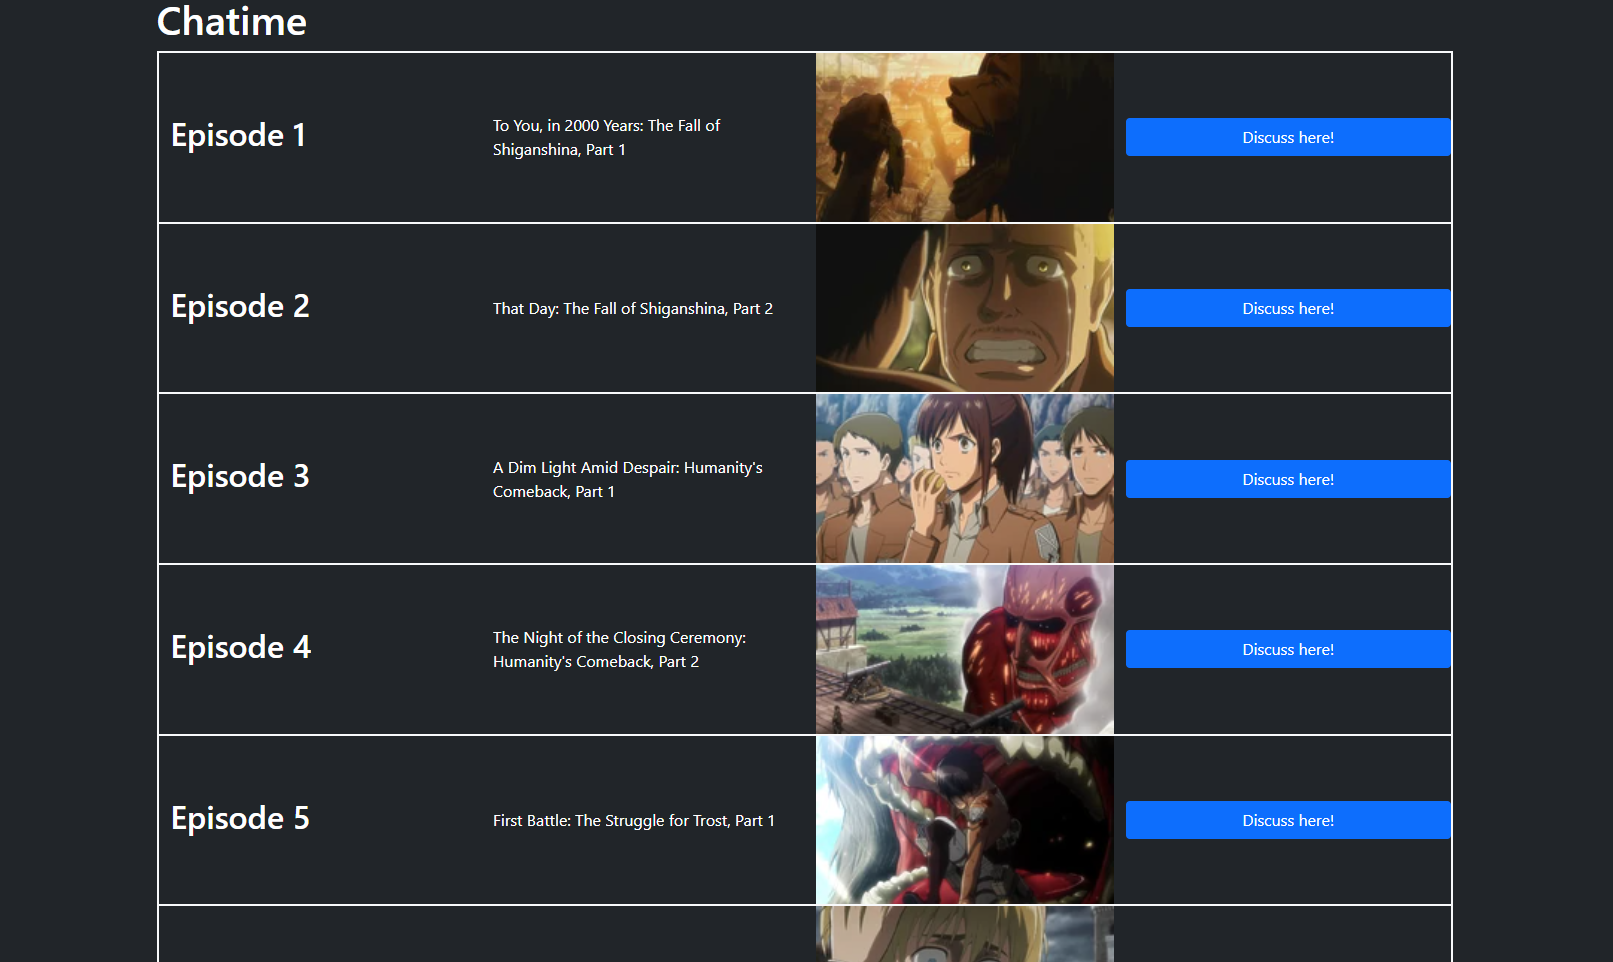 Chatime
Episode 1
To You, in 2000 Years: The Fall of
Shiganshina, Part 1
Discuss here!
Episode 2
That Day: The Fall of Shiganshina, Part 2
Discuss here!
Episode 3
A Dim Light Amid Despair: Humanity's
Comeback, Part 1
Discuss here!
Episode 4
The Night of the Closing Ceremony:
Humanity's Comeback, Part 2
Discuss here!
Episode 5
First Battle: The Struggle for Trost, Part 1
Discuss here!